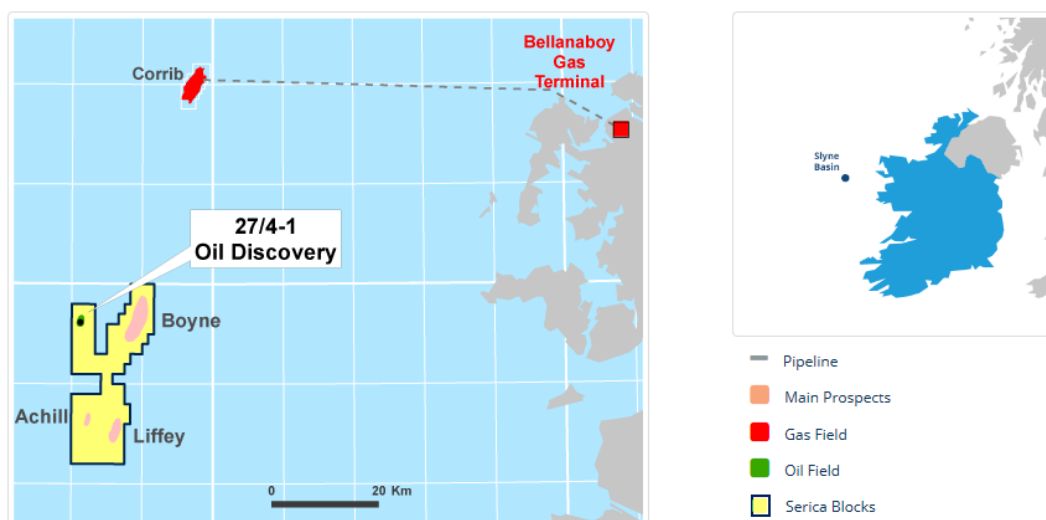 Corrib
Bellanaboy
Gas
Terminal
27/4-1
Oil Discovery
Boyne
Achill
Liffey
0 20 Km
Slyne
Basin
Pipeline
Main Prospects
Gas Field
Oil Field
Serica Blocks